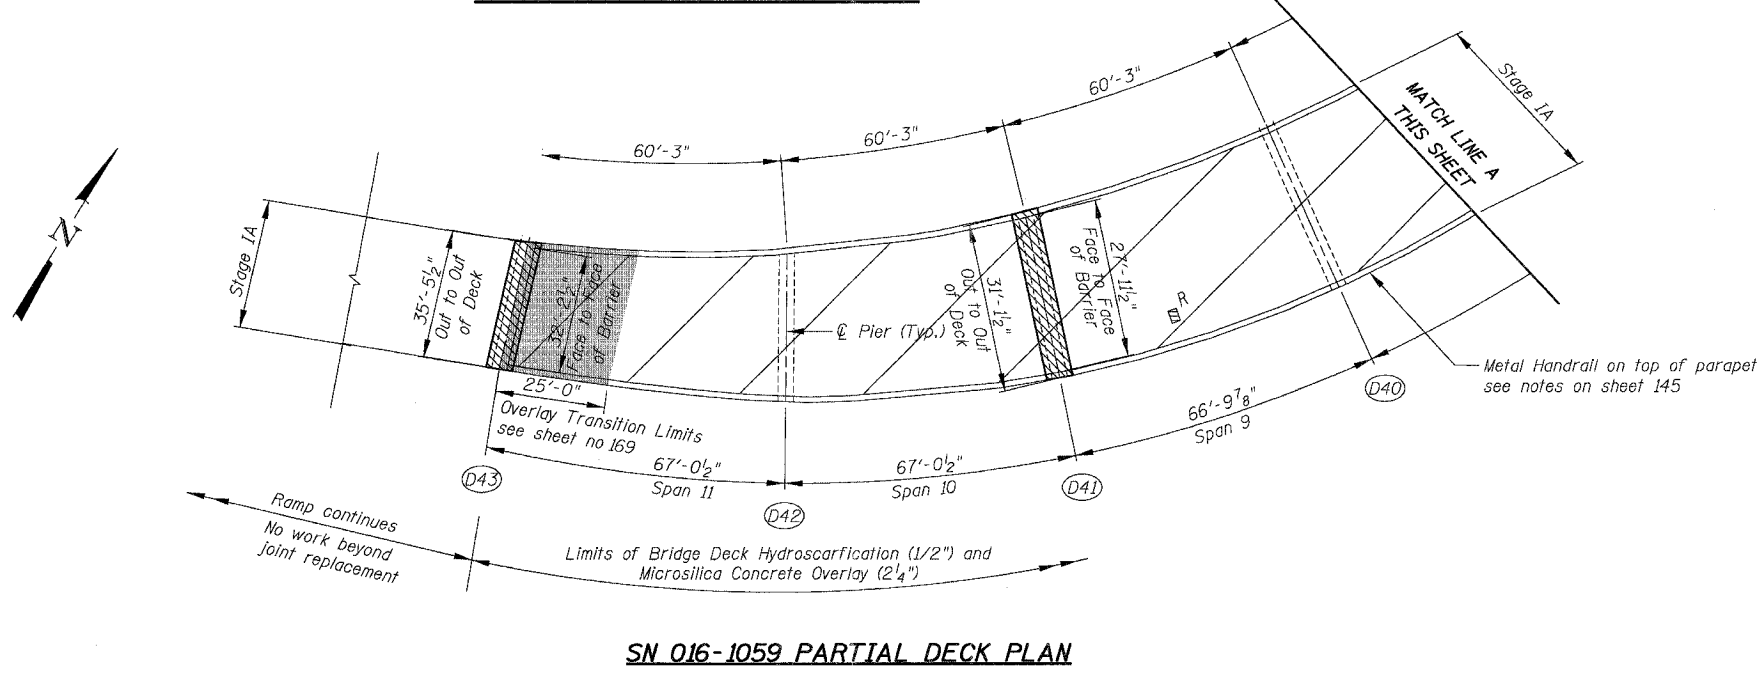 60'-3"
60'-3"
60'-3"
Stage IA
MATCH LINE A
THIS SHEET
N
Stage IA
35'-5½"
Out to Out
of Deck
32'-2½"
Face to Face
of Barrier
℄ Pier (Typ.)
31'-1½"
Out to Out
of Deck
27'-11½"
Face to Face
of Barrier
R
Metal Handrail on top of parapet
see notes on sheet 145
25'-0"
Overlay Transition Limits
see sheet no 169
67'-0½"
Span 11
67'-0½"
Span 10
66'-9⅞"
Span 9
D43
D42
D41
D40
Ramp continues
No work beyond
joint replacement
Limits of Bridge Deck Hydroscarfication (1/2") and
Microsilica Concrete Overlay (2¼")
SN 016-1059 PARTIAL DECK PLAN